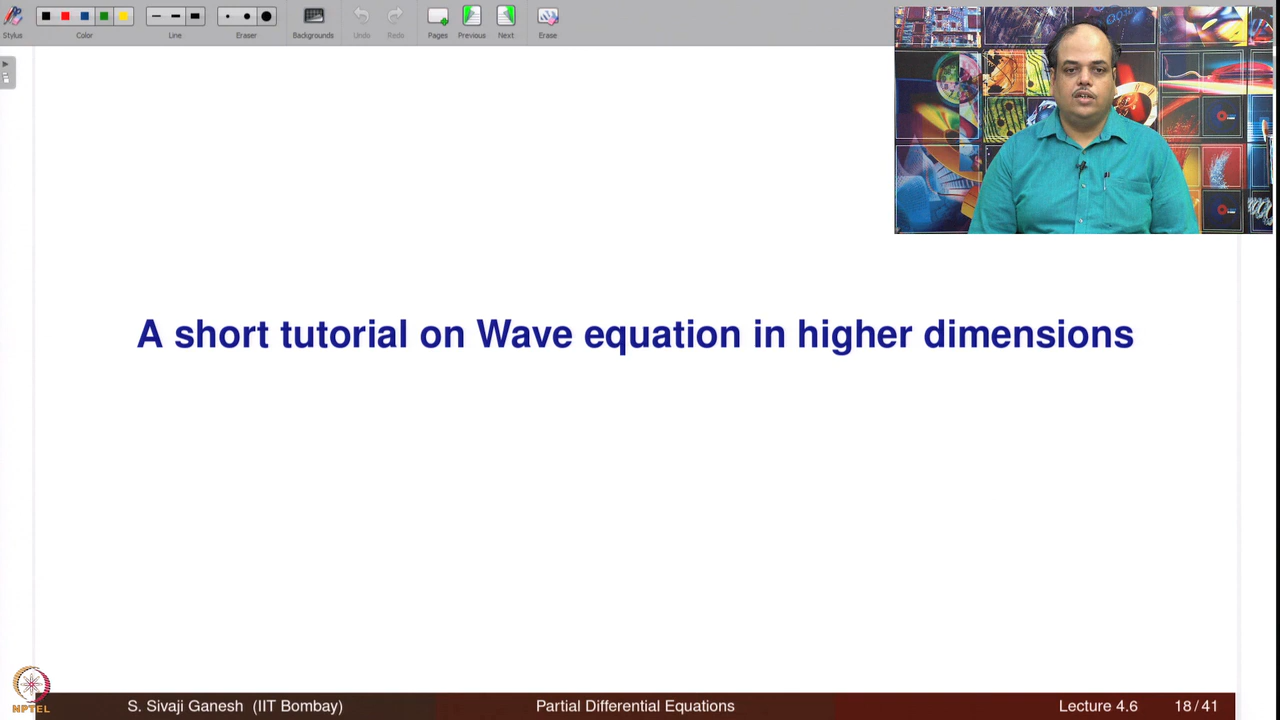 Stylus
Color
Line
Eraser
Backgrounds
Undo
Redo
Pages
Previous
Next
Erase
A short tutorial on Wave equation in higher dimensions
NPTEL
S. Sivaji Ganesh (IIT Bombay)
Partial Differential Equations
Lecture 4.6
18/41